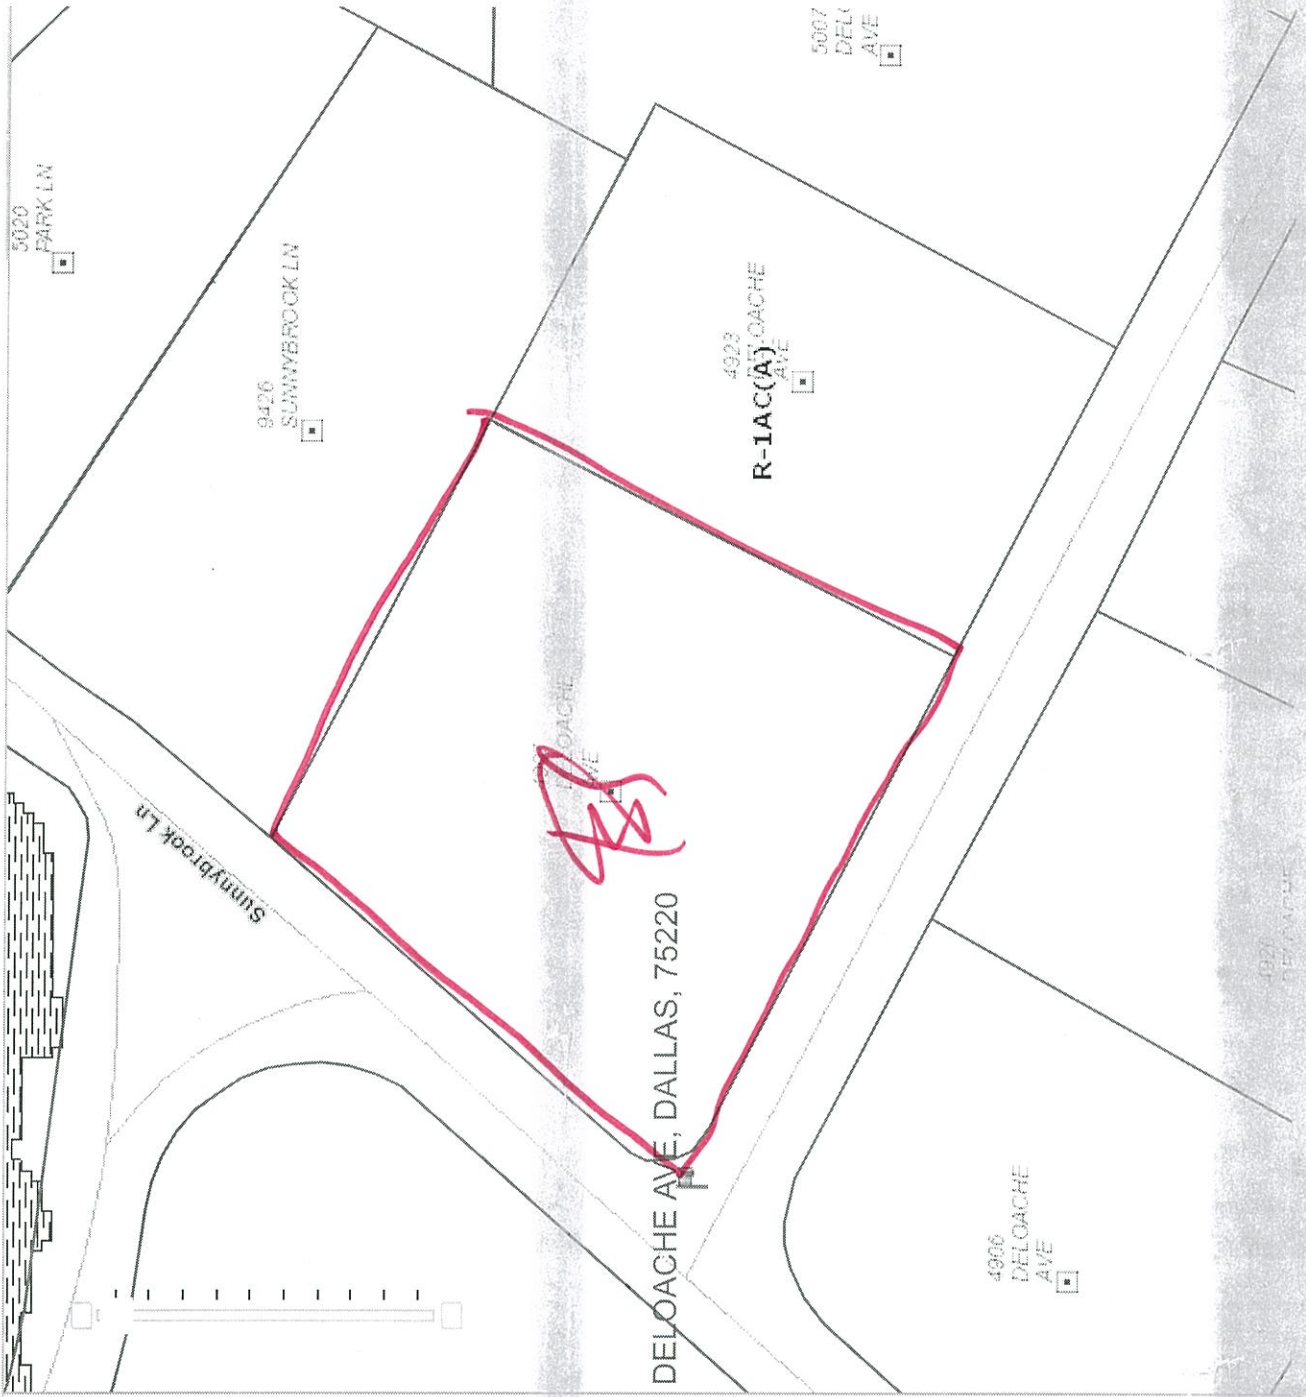 5020
PARK LN
9426
SUNNYBROOK LN
5007
AVE
4923
DELOACHE
AVE
R-1AC(A)
Sunnybrook Ln
AVE
DELOACHE AVE, DALLAS, 75220
4906
DELOACHE
AVE